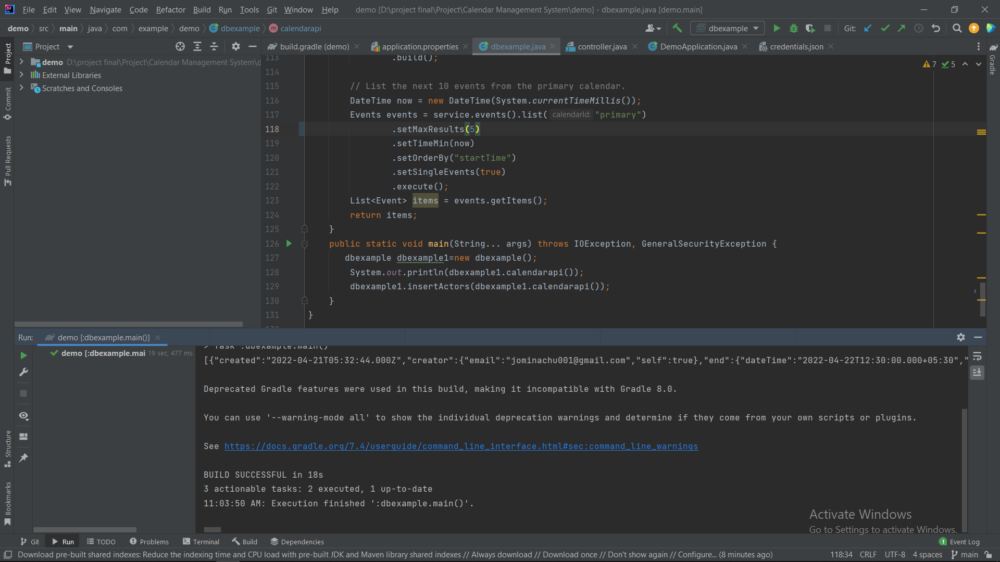 File Edit View Navigate Code Refactor Build Run Tools Git Window Help demo [D:\project final\Project\Calendar Management System\demo] - dbexample.java [demo.main]
demo src main java com example demo dbexample calendarapi dbexample Git:
Project
build.gradle (demo) application.properties dbexample.java controller.java DemoApplication.java credentials.json
demo D:\project final\Project\Calendar Management System\d
External Libraries
Scratches and Consoles
Project
Commit
Pull Requests
Structure
Bookmarks
Gradle
7 5
113 .build();
114
115 // List the next 10 events from the primary calendar.
116 DateTime now = new DateTime(System.currentTimeMillis());
117 Events events = service.events().list( calendarId: "primary")
118 .setMaxResults(5)
119 .setTimeMin(now)
120 .setOrderBy("startTime")
121 .setSingleEvents(true)
122 .execute();
123 List<Event> items = events.getItems();
124 return items;
125 }
126 public static void main(String... args) throws IOException, GeneralSecurityException {
127 dbexample dbexample1=new dbexample();
128 System.out.println(dbexample1.calendarapi());
129 dbexample1.insertActors(dbexample1.calendarapi());
130 }
131 }
Run: demo [:dbexample.main()]
demo [:dbexample.mai 19 sec, 477 ms
> Task :dbexample.main()
[{"created":"2022-04-21T05:32:44.000Z","creator":{"email":"jominachu001@gmail.com","self":true},"end":{"dateTime":"2022-04-22T12:30:00.000+05:30","
Deprecated Gradle features were used in this build, making it incompatible with Gradle 8.0.
You can use '--warning-mode all' to show the individual deprecation warnings and determine if they come from your own scripts or plugins.
See https://docs.gradle.org/7.4/userguide/command_line_interface.html#sec:command_line_warnings
BUILD SUCCESSFUL in 18s
3 actionable tasks: 2 executed, 1 up-to-date
11:03:50 AM: Execution finished ':dbexample.main()'.
Activate Windows
Go to Settings to activate Windows.
Git Run TODO Problems Terminal Build Dependencies 1 Event Log
Download pre-built shared indexes: Reduce the indexing time and CPU load with pre-built JDK and Maven library shared indexes // Always download // Download once // Don't show again // Configure... (8 minutes ago) 118:34 CRLF UTF-8 4 spaces main